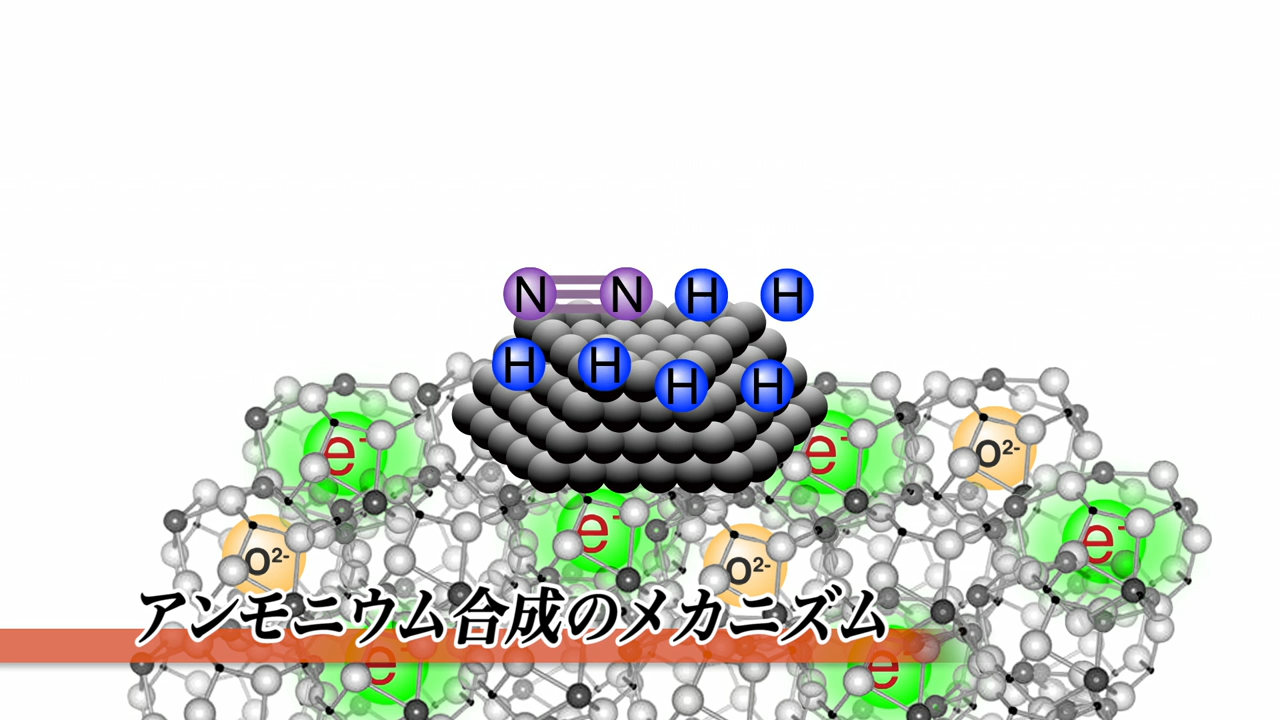 N N H H
H H H H
e⁻ e⁻ O²⁻
O²⁻ e⁻ O²⁻ e⁻
アンモニウム合成のメカニズム
e⁻ e⁻